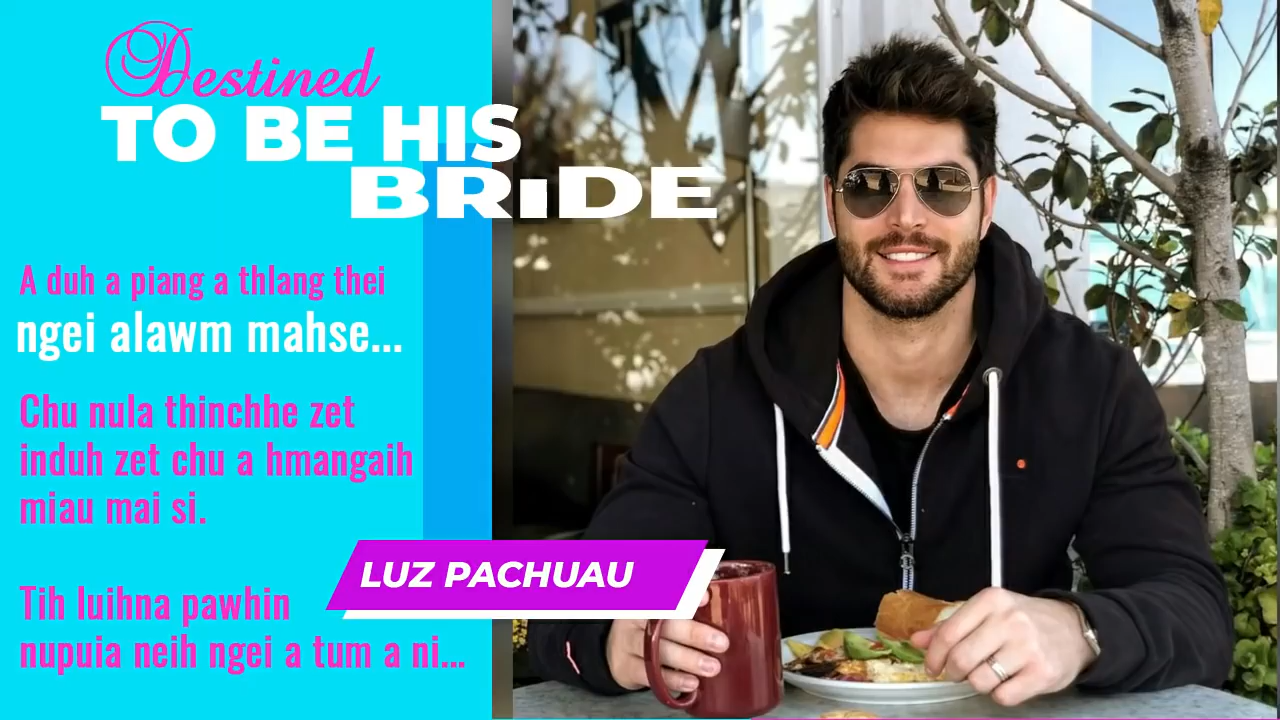 Destined
TO BE HIS
BRIDE
A duh a piang a thlang thei
ngei alawm mahse...
Chu nula thinchhe zet
induh zet chu a hmangaih
miau mai si.
LUZ PACHUAU
Tih luihna pawhin
nupuia neih ngei a tum a ni...